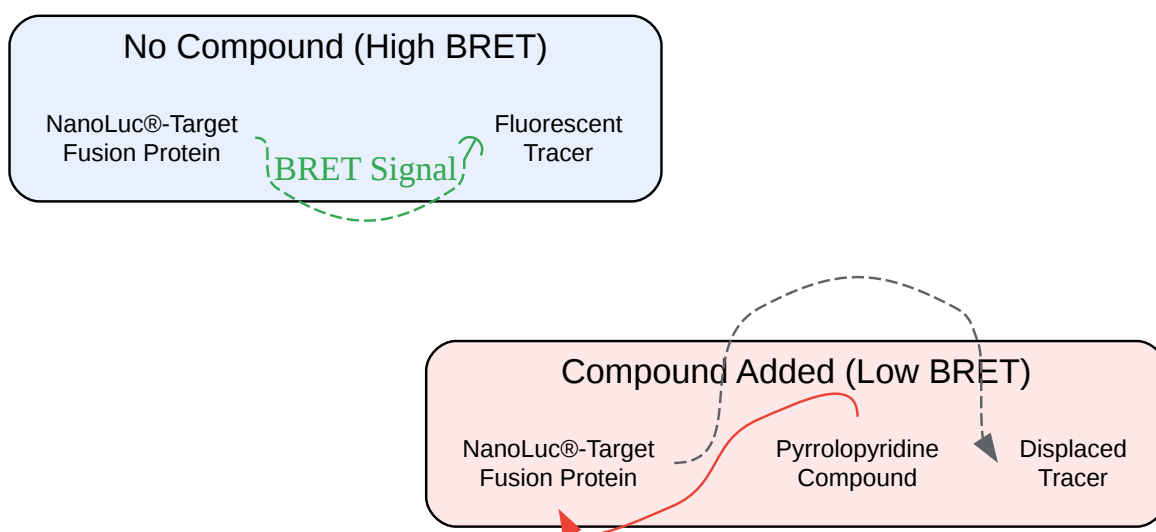 No Compound (High BRET)
NanoLuc®-Target
Fusion Protein
BRET Signal
Fluorescent
Tracer
Compound Added (Low BRET)
NanoLuc®-Target
Fusion Protein
Pyrrolopyridine
Compound
Displaced
Tracer